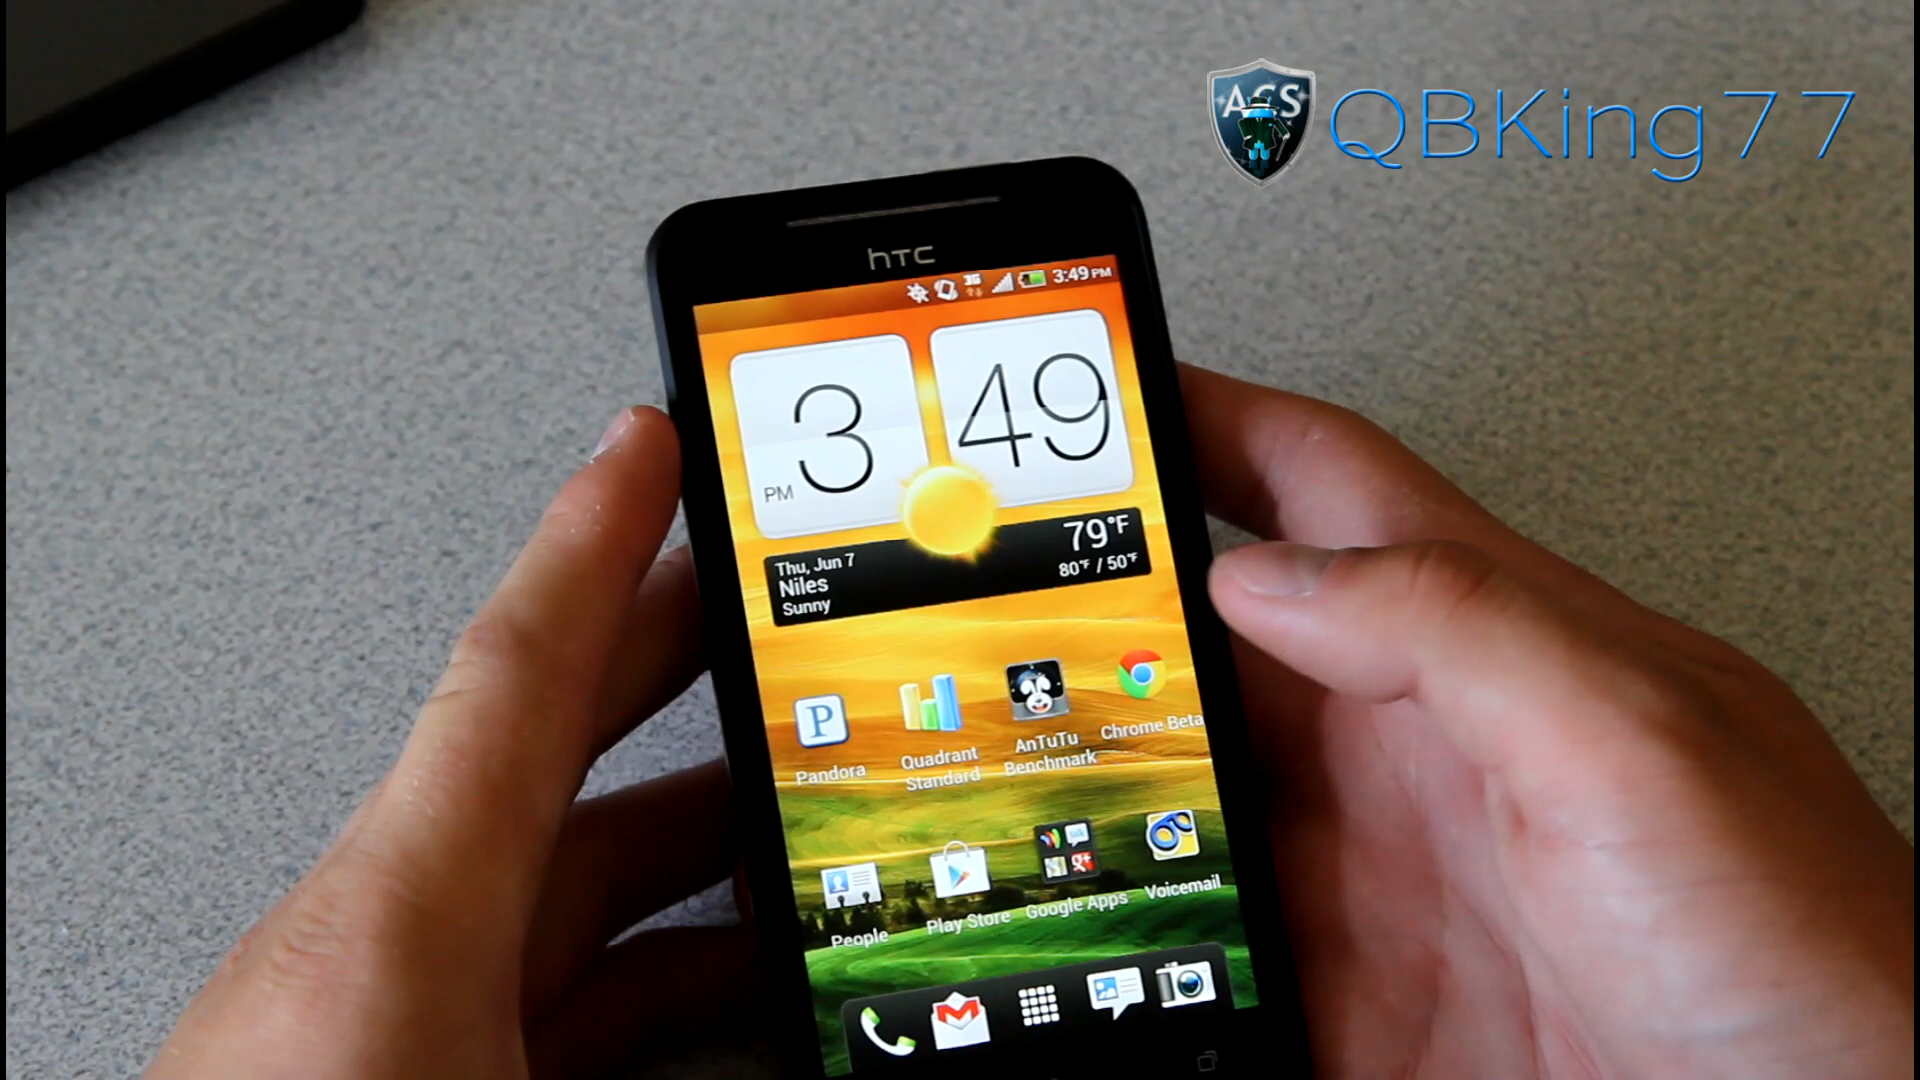 ACS
QBKing77
hTC
3G
3:49 PM
3
49
PM
79°F
Thu, Jun 7
Niles
80°F / 50°F
Sunny
P
Pandora
Quadrant
Standard
AnTuTu
Benchmark
Chrome Beta
People
Play Store
Google Apps
Voicemail